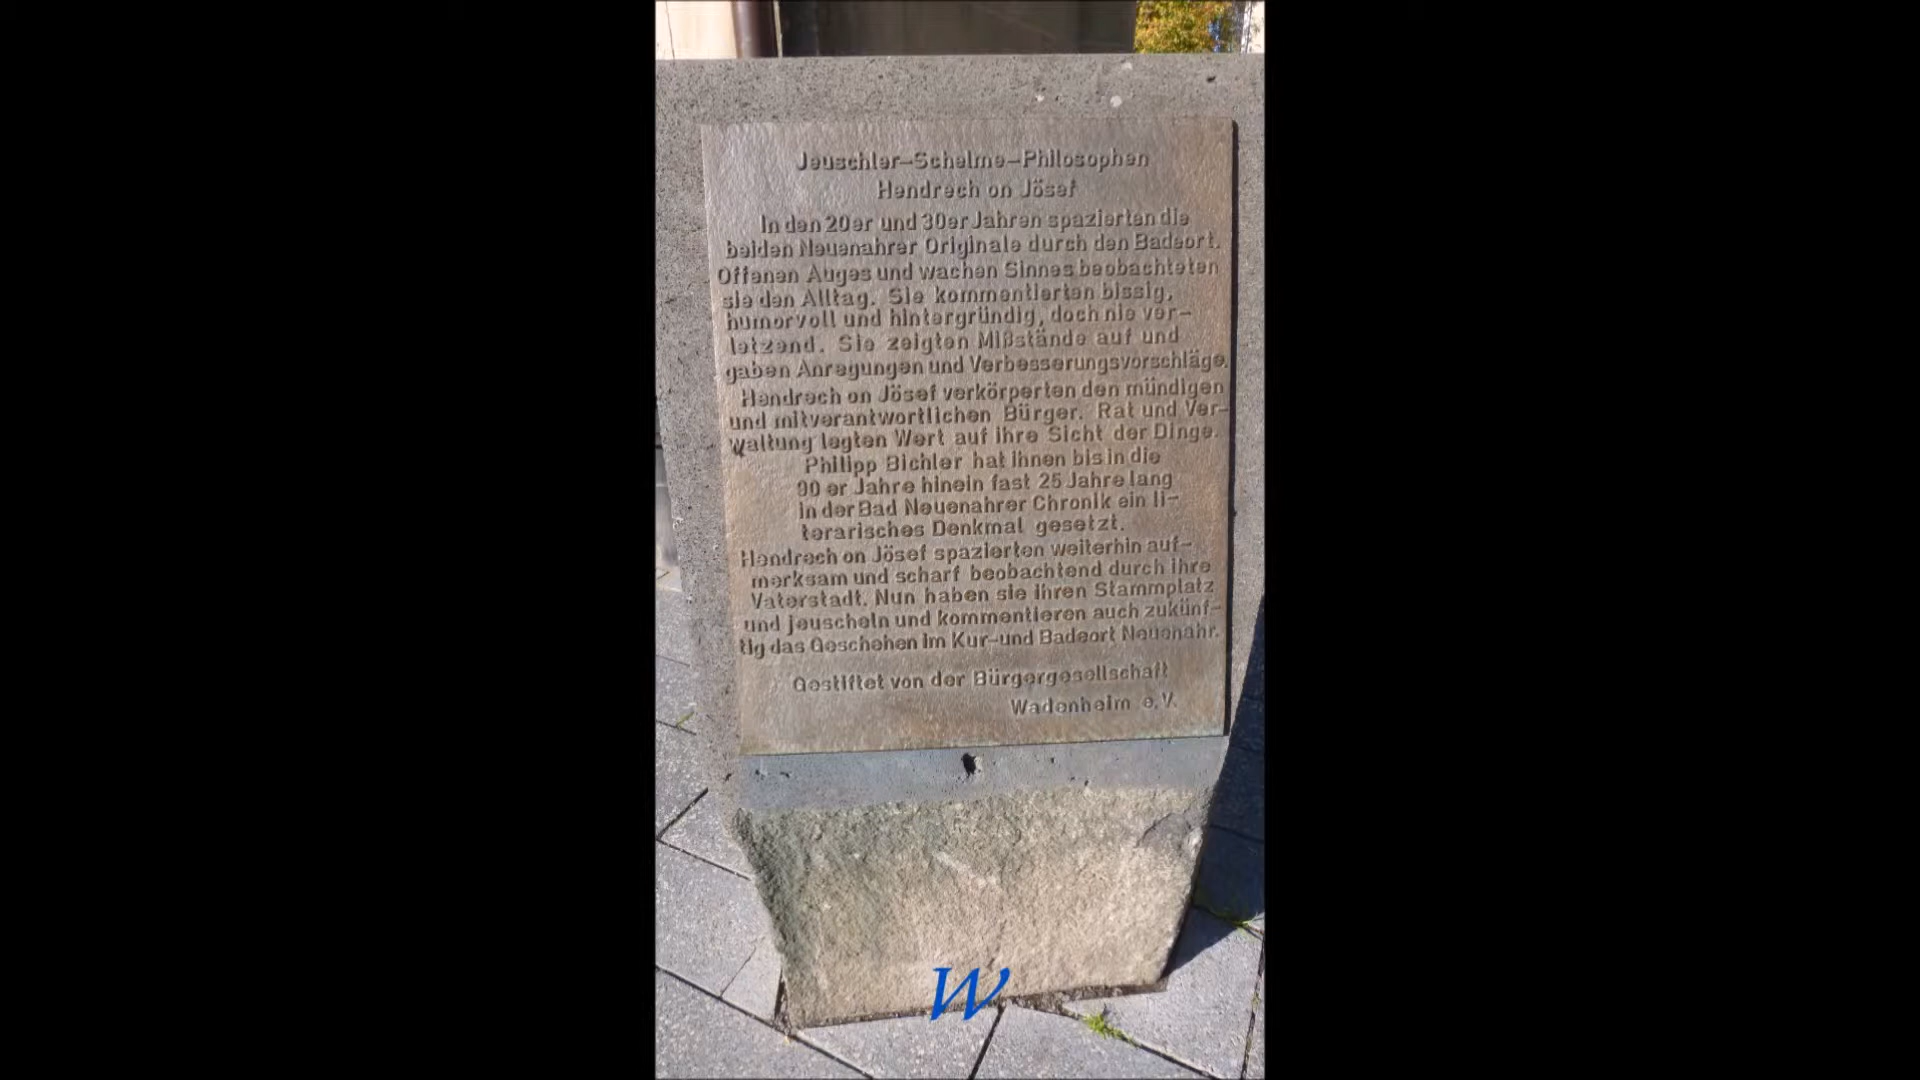 Jeuschler-Schelme-Philosophen
Hendrech on Jösef
In den 20er und 30er Jahren spazierten die
beiden Neuenahrer Originale durch den Badeort.
Offenen Auges und wachen Sinnes beobachteten
sie den Alltag. Sie kommentierten bissig,
humorvoll und hintergründig, doch nie ver-
letzend. Sie zeigten Mißstände auf und
gaben Anregungen und Verbesserungsvorschläge.
Hendrech on Jösef verkörperten den mündigen
und mitverantwortlichen Bürger. Rat und Ver-
waltung legten Wert auf ihre Sicht der Dinge.
Philipp Bichler hat ihnen bis in die
90 er Jahre hinein fast 25 Jahre lang
in der Bad Neuenahrer Chronik ein li-
terarisches Denkmal gesetzt.
Hendrech on Jösef spazierten weiterhin auf-
merksam und scharf beobachtend durch ihre
Vaterstadt. Nun haben sie ihren Stammplatz
und jeuscheln und kommentieren auch zukünf-
tig das Geschehen im Kur-und Badeort Neuenahr.
Gestiftet von der Bürgergesellschaft
Wadenheim e.V.
W